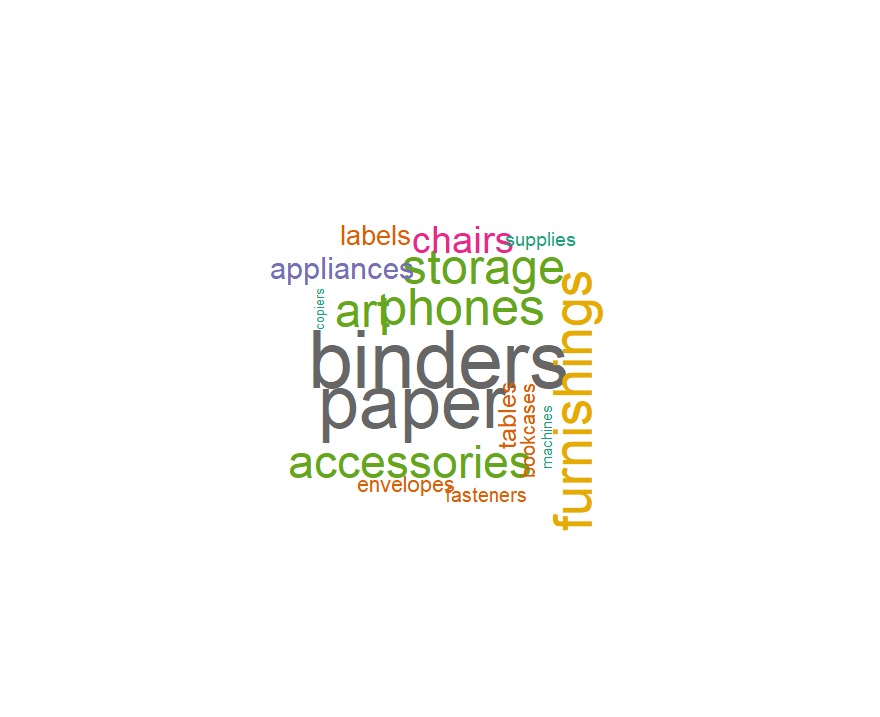 labels
chairs
supplies
appliances
storage
copiers
art
phones
furnishings
binders
paper
tables
bookcases
machines
accessories
envelopes
fasteners